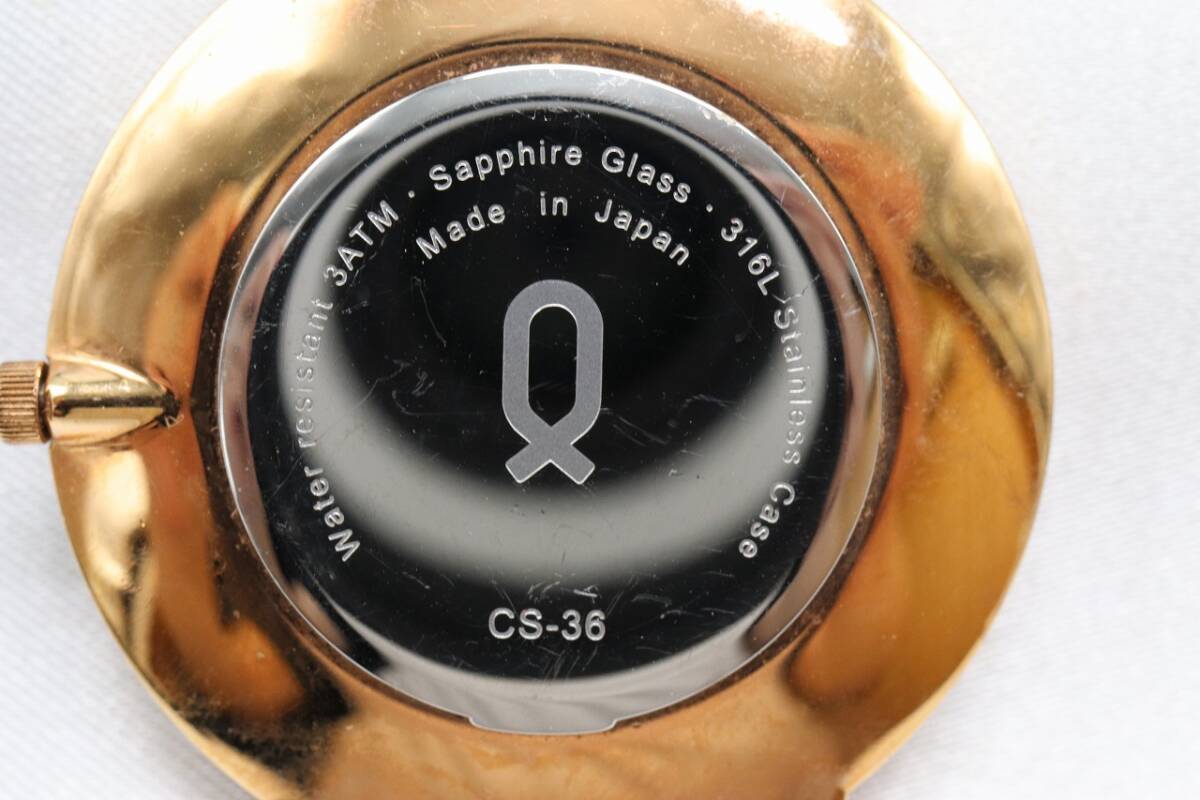 Water resistant 3ATM · Sapphire Glass · 316L Stainless Case
Made in Japan
CS-36